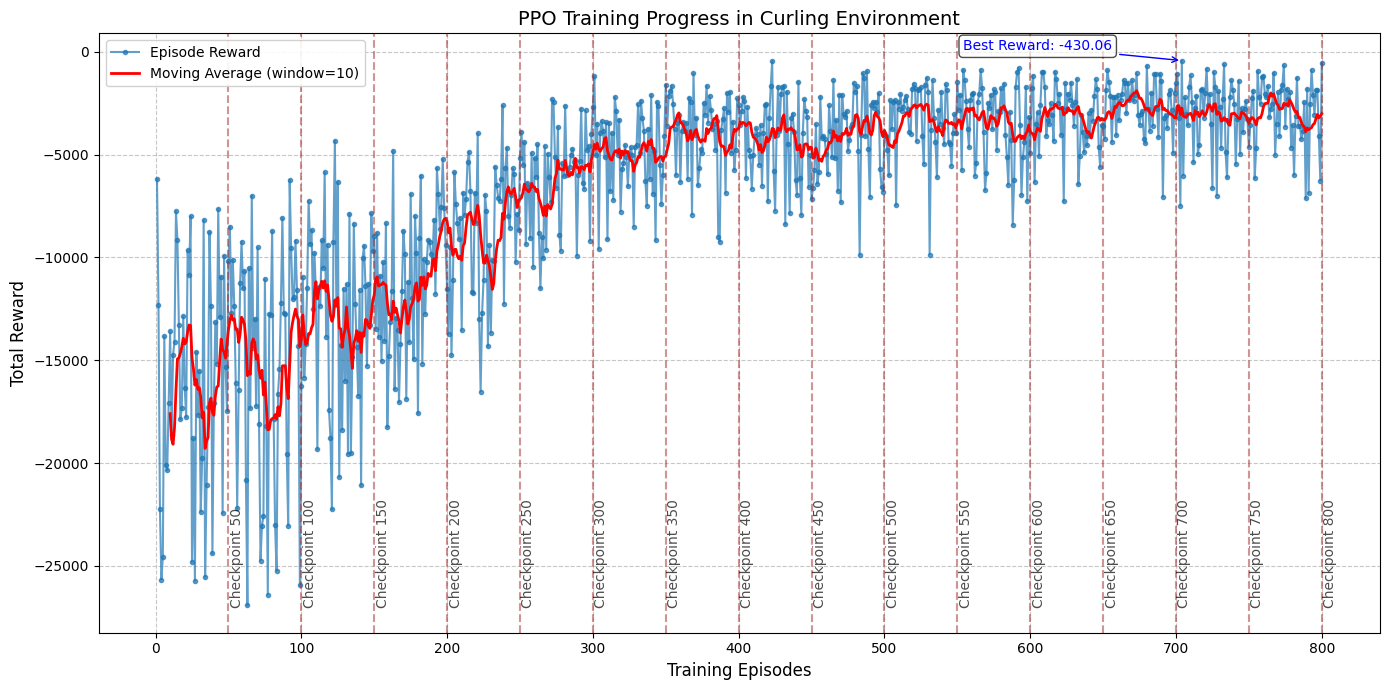 PPO Training Progress in Curling Environment
Episode Reward
Moving Average (window=10)
Best Reward: -430.06
Total Reward
0
−5000
−10000
−15000
−20000
−25000
Checkpoint 50
Checkpoint 100
Checkpoint 150
Checkpoint 200
Checkpoint 250
Checkpoint 300
Checkpoint 350
Checkpoint 400
Checkpoint 450
Checkpoint 500
Checkpoint 550
Checkpoint 600
Checkpoint 650
Checkpoint 700
Checkpoint 750
Checkpoint 800
0
100
200
300
400
500
600
700
800
Training Episodes